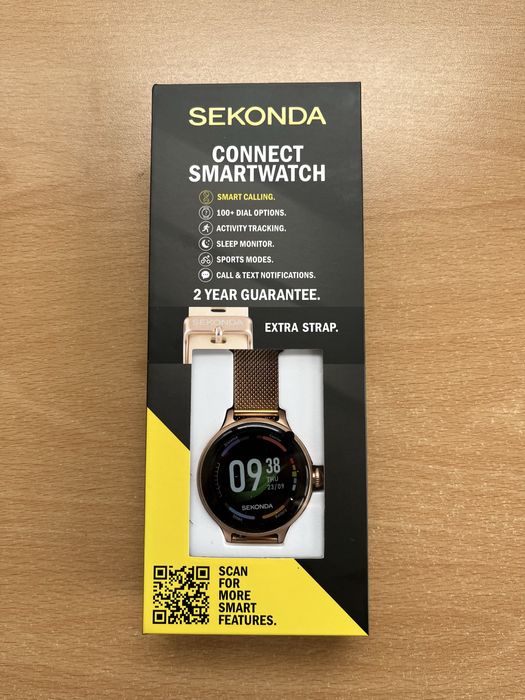 SEKONDA
CONNECT
SMARTWATCH
SMART CALLING.
100+ DIAL OPTIONS.
ACTIVITY TRACKING.
SLEEP MONITOR.
SPORTS MODES.
CALL & TEXT NOTIFICATIONS.
2 YEAR GUARANTEE.
SEKONDA
EXTRA STRAP.
09 38
THU
23/09
SEKONDA
SCAN
FOR
MORE
SMART
FEATURES.